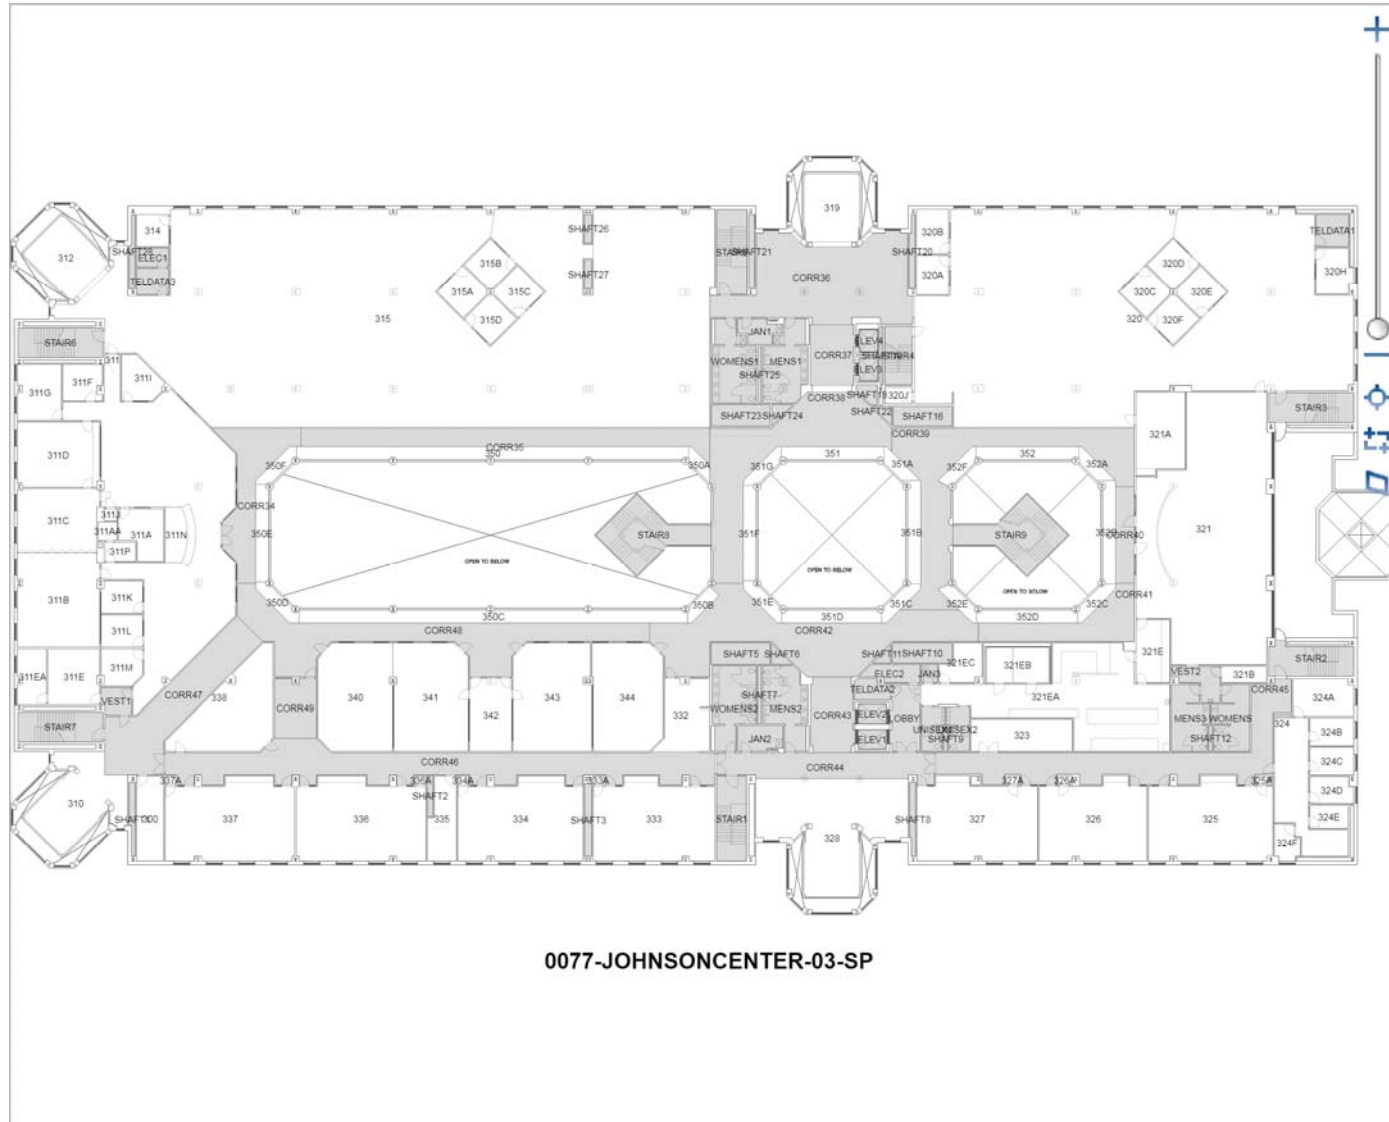 319
312
SHAFT28
314
ELEC1
TELDATA3
SHAFT26
SHAFT27
315B
315A
315C
315D
315
SHAFT21
CORR36
SHAFT20
320B
320A
TELDATA1
320H
320D
320C
320E
320
320F
STAIR6
JAN1
WOMENS1
MENS1
SHAFT25
CORR37
ELEV4
ELEV3
CORR38
320J
SHAFT22
SHAFT23
SHAFT24
SHAFT16
CORR39
STAIR3
311
311I
311G
311F
311D
311C
311J
311AA
311A
311N
311P
311B
311K
311L
311M
311EA
311E
VEST1
STAIR7
CORR35
350
350F
350A
CORR34
350E
STAIR8
OPEN TO BELOW
350D
350C
350B
351
351G
351A
351F
351B
OPEN TO BELOW
351E
351D
351C
352
352F
352A
STAIR9
352B
CORR40
OPEN TO BELOW
352E
352D
352C
CORR41
321A
321
321E
321B
STAIR2
CORR48
CORR42
CORR47
338
CORR49
340
341
342
343
344
332
SHAFT5
SHAFT6
SHAFT7
WOMENS2
MENS2
JAN2
CORR43
SHAFT11
SHAFT10
ELEC2
TELDATA2
JAN3
ELEV2
ELEV1
LOBBY
321EC
321EB
321EA
UNISEX2
SHAFT9
323
VEST2
MENS3
WOMENS
SHAFT12
CORR45
324
324A
324B
324C
324D
324E
324F
CORR46
CORR44
310
300
337A
337
336A
336
SHAFT2
335
334A
334
SHAFT3
333A
333
STAIR1
328
SHAFT8
327A
327
326A
326
325A
325
0077-JOHNSONCENTER-03-SP